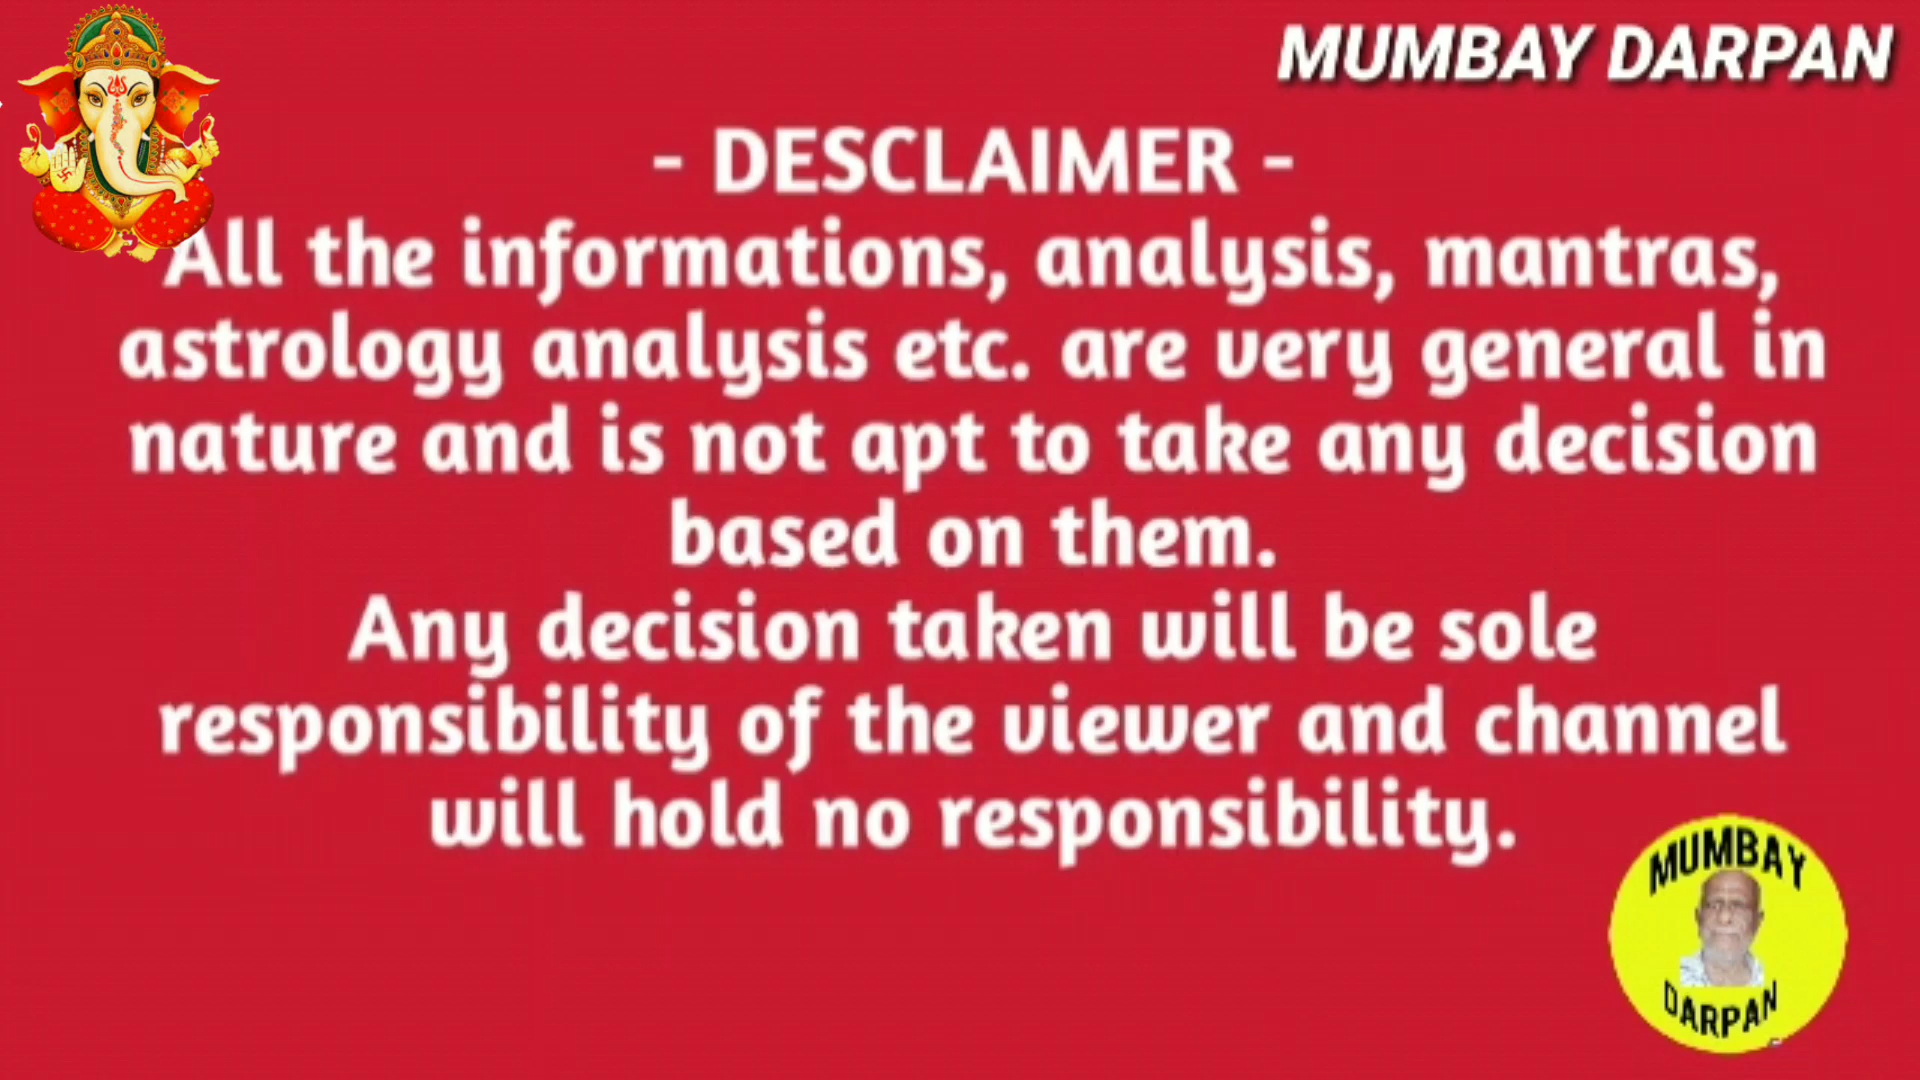 MUMBAY DARPAN
- DESCLAIMER -
All the informations, analysis, mantras,
astrology analysis etc. are very general in
nature and is not apt to take any decision
based on them.
Any decision taken will be sole
responsibility of the viewer and channel
will hold no responsibility.
MUMBAY
DARPAN